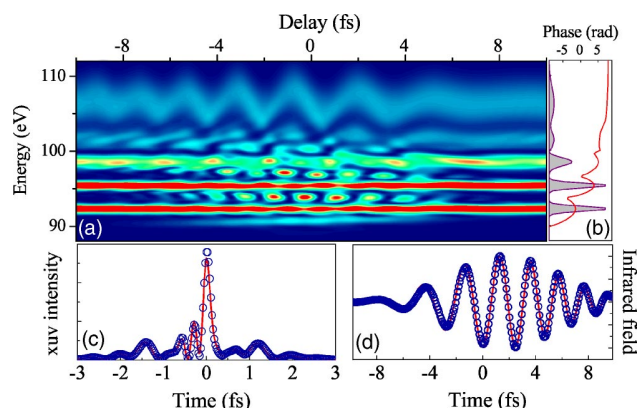 Delay (fs)
-8 -4 0 4 8
Phase (rad)
-5 0 5
Energy (eV)
110
100
90
(a)
(b)
xuv intensity
(c)
-3 -2 -1 0 1 2 3
Time (fs)
Infrared field
(d)
-8 -4 0 4 8
Time (fs)